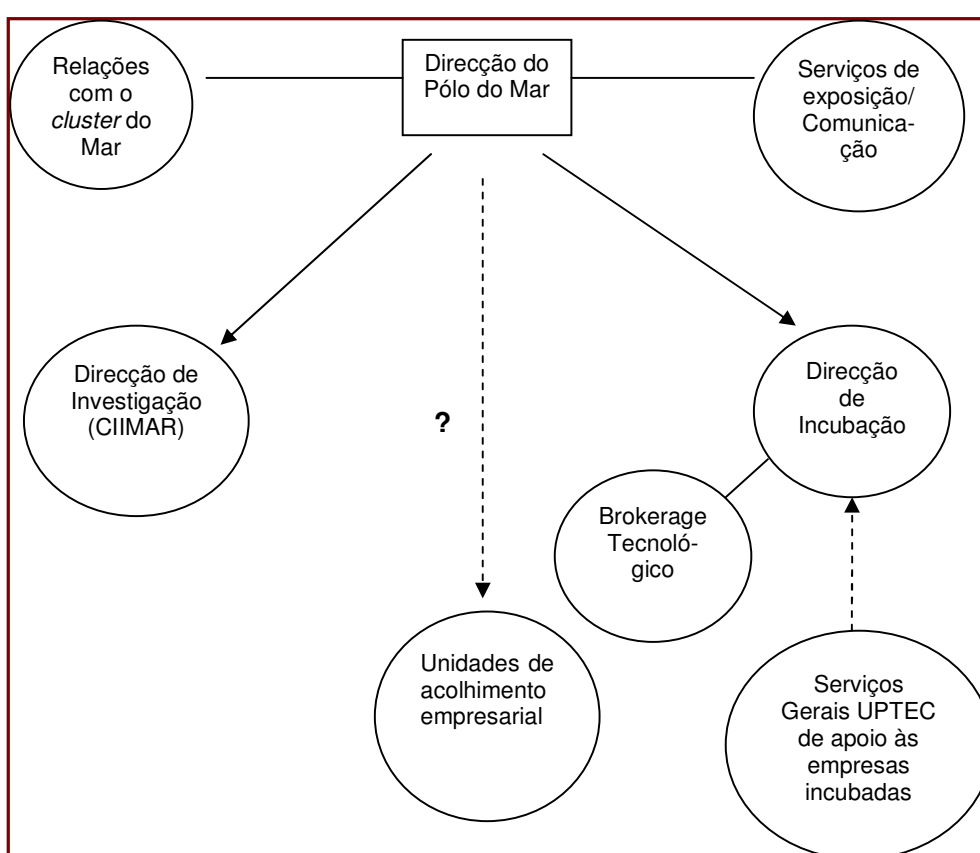 Relações
com o
cluster do
Mar
Direcção do
Pólo do Mar
Serviços de
exposição/
Comunica-
ção
Direcção de
Investigação
(CIIMAR)
?
Direcção
de
Incubação
Brokerage
Tecnoló-
gico
Unidades de
acolhimento
empresarial
Serviços
Gerais UPTEC
de apoio às
empresas
incubadas